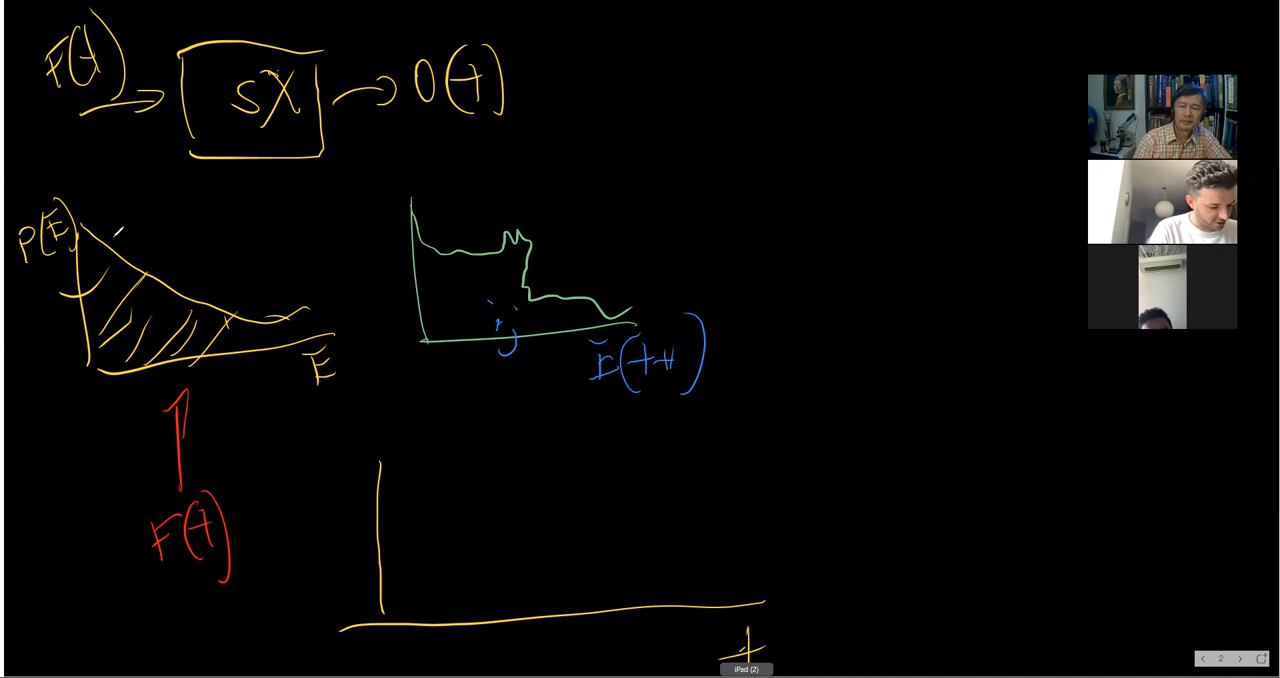 F(t)
SX
O(t)
P(E)
E
F(t)
t
iPad (2)
2